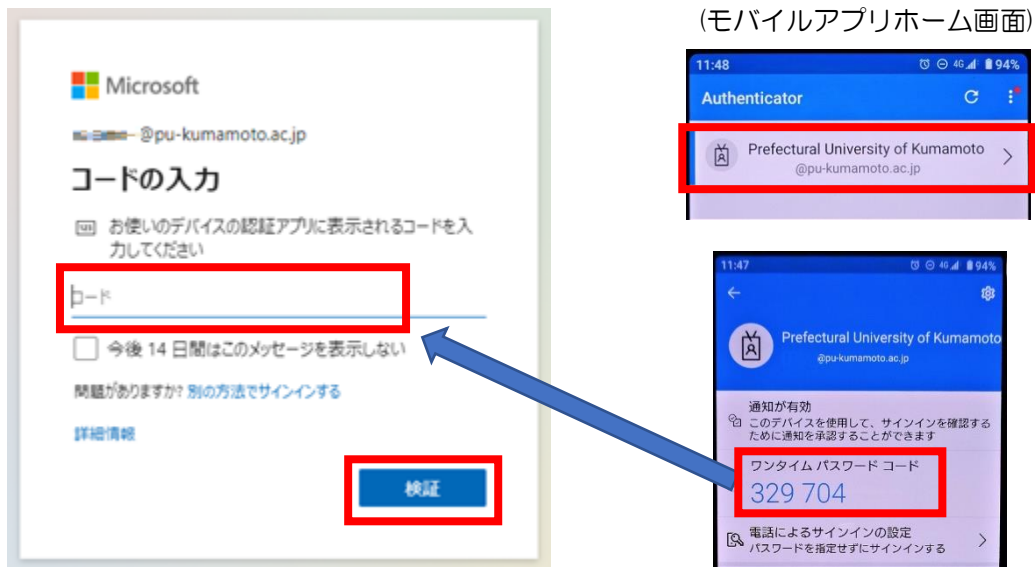 Microsoft
@pu-kumamoto.ac.jp
コードの入力
お使いのデバイスの認証アプリに表示されるコードを入
力してください
コード
今後 14 日間はこのメッセージを表示しない
問題がありますか? 別の方法でサインインする
詳細情報
検証
(モバイルアプリホーム画面)
11:48 4G 94%
Authenticator
Prefectural University of Kumamoto
@pu-kumamoto.ac.jp
11:47 4G 94%
Prefectural University of Kumamoto
@pu-kumamoto.ac.jp
通知が有効
このデバイスを使用して、サインインを確認する
ために通知を承認することができます
ワンタイム パスワード コード
329 704
電話によるサインインの設定
パスワードを指定せずにサインインする